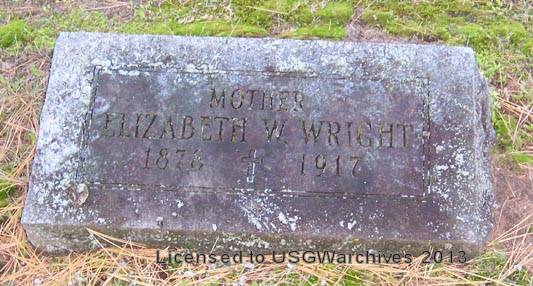 MOTHER
ELIZABETH W. WRIGHT
1876 1917
Licensed to USGWarchives 2013